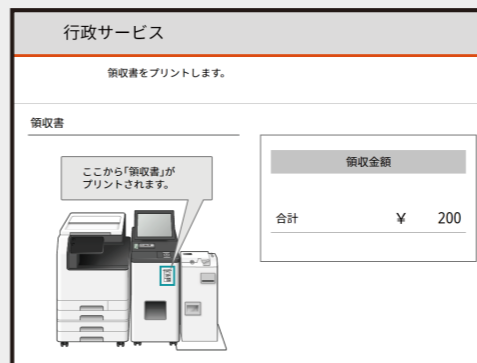 行政サービス
領収書をプリントします。
領収書
ここから「領収書」が
プリントされます。
領収金額
合計 ¥ 200